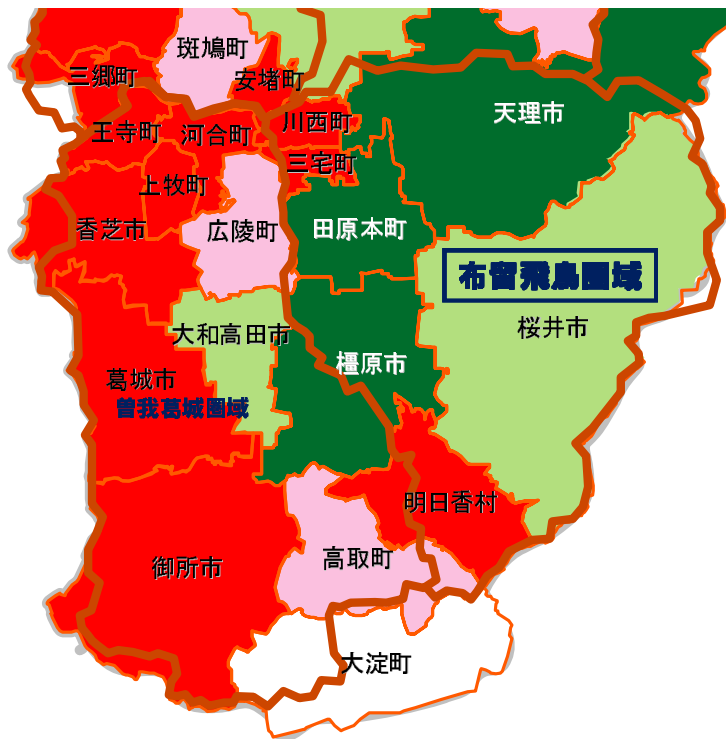 斑鳩町
三郷町
安堵町
天理市
王寺町
河合町
川西町
三宅町
上牧町
香芝市
広陵町
田原本町
布留飛鳥圏域
桜井市
大和高田市
橿原市
葛城市
曽我葛城圏域
明日香村
高取町
御所市
大淀町